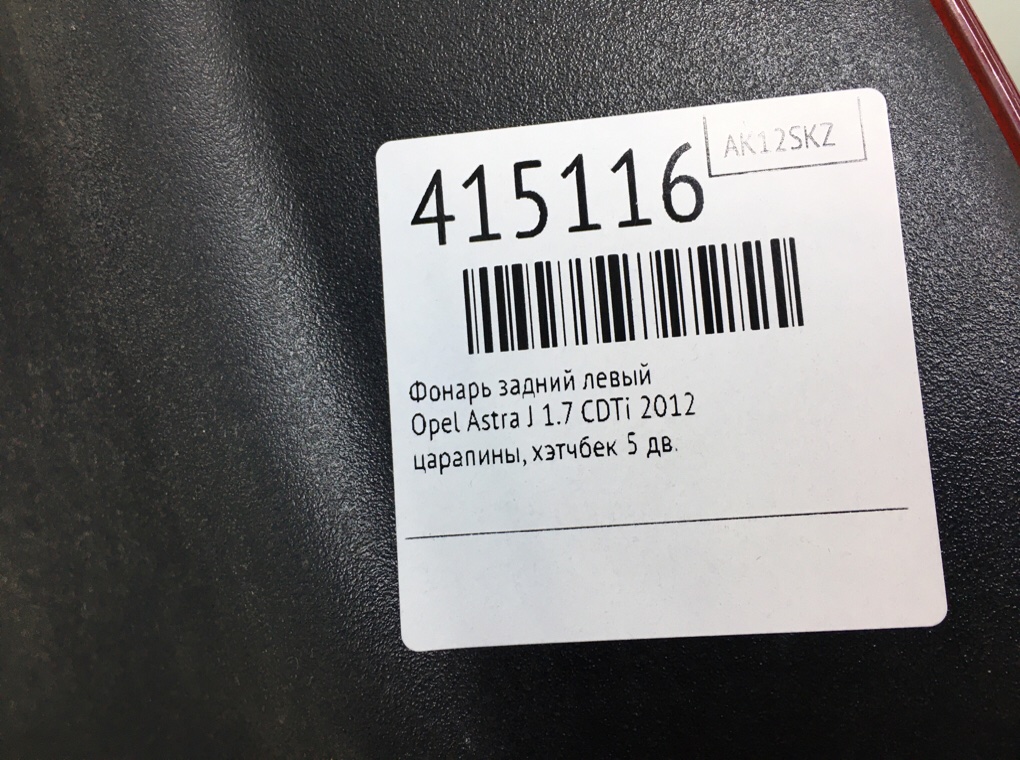 415116
AK12SKZ
Фонарь задний левый
Opel Astra J 1.7 CDTi 2012
царапины, хэтчбек 5 дв.